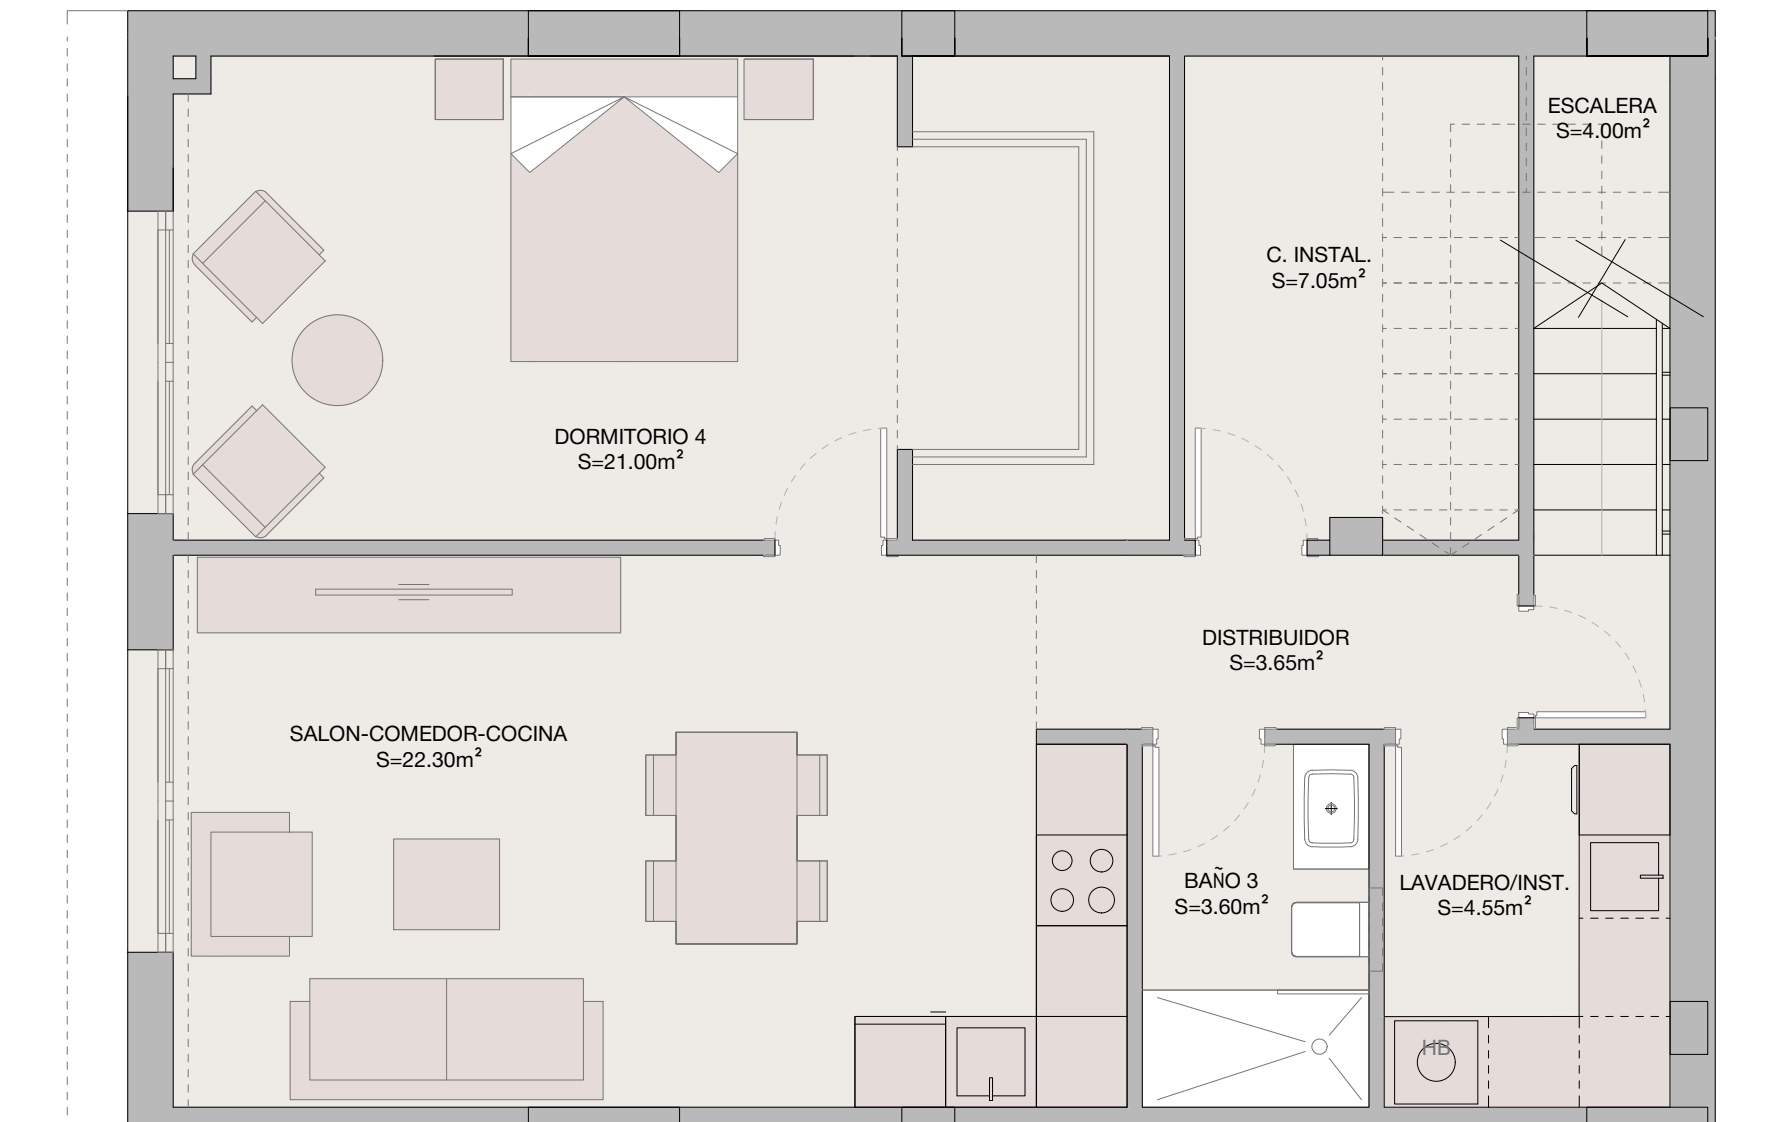 ESCALERA
S=4.00m²
C. INSTAL.
S=7.05m²
DORMITORIO 4
S=21.00m²
DISTRIBUIDOR
S=3.65m²
SALON-COMEDOR-COCINA
S=22.30m²
BAÑO 3
S=3.60m²
LAVADERO/INST.
S=4.55m²
HB